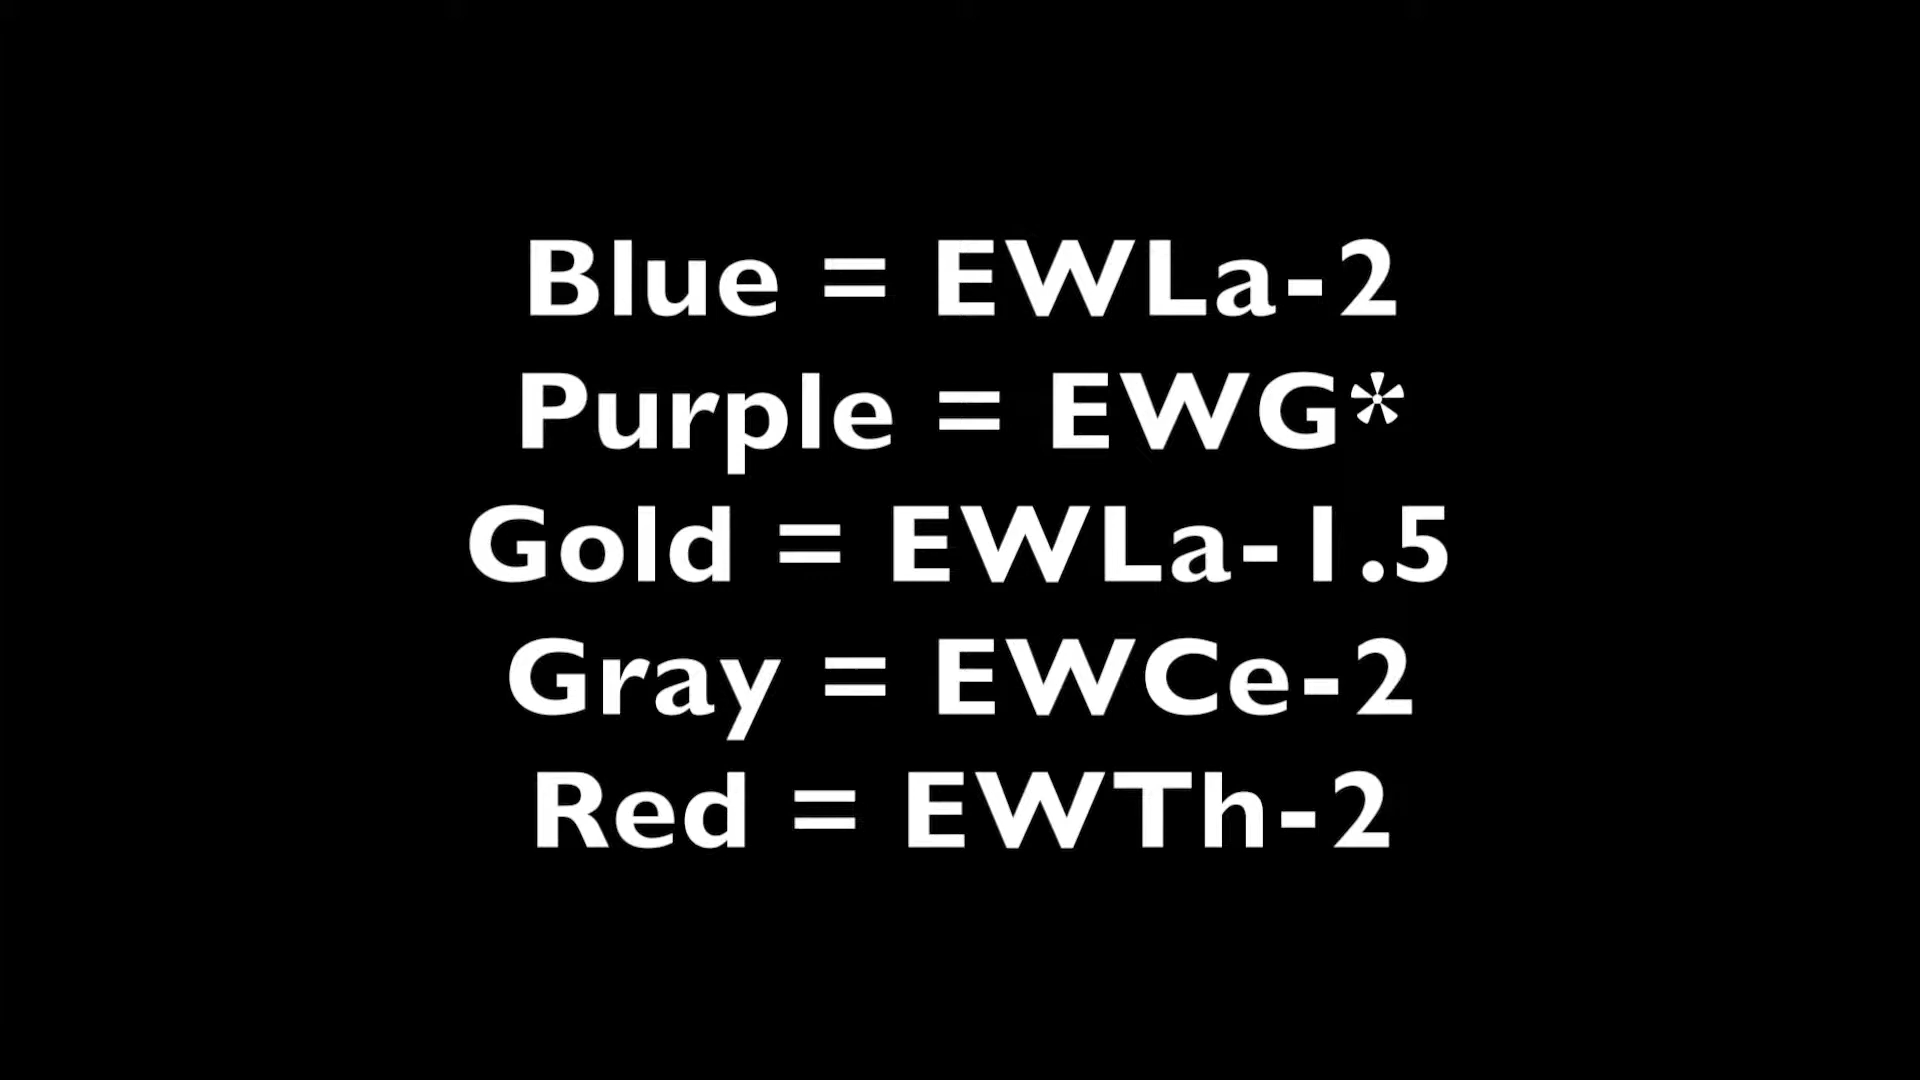 Blue = EWLa-2
Purple = EWG*
Gold = EWLa-1.5
Gray = EWCe-2
Red = EWTh-2